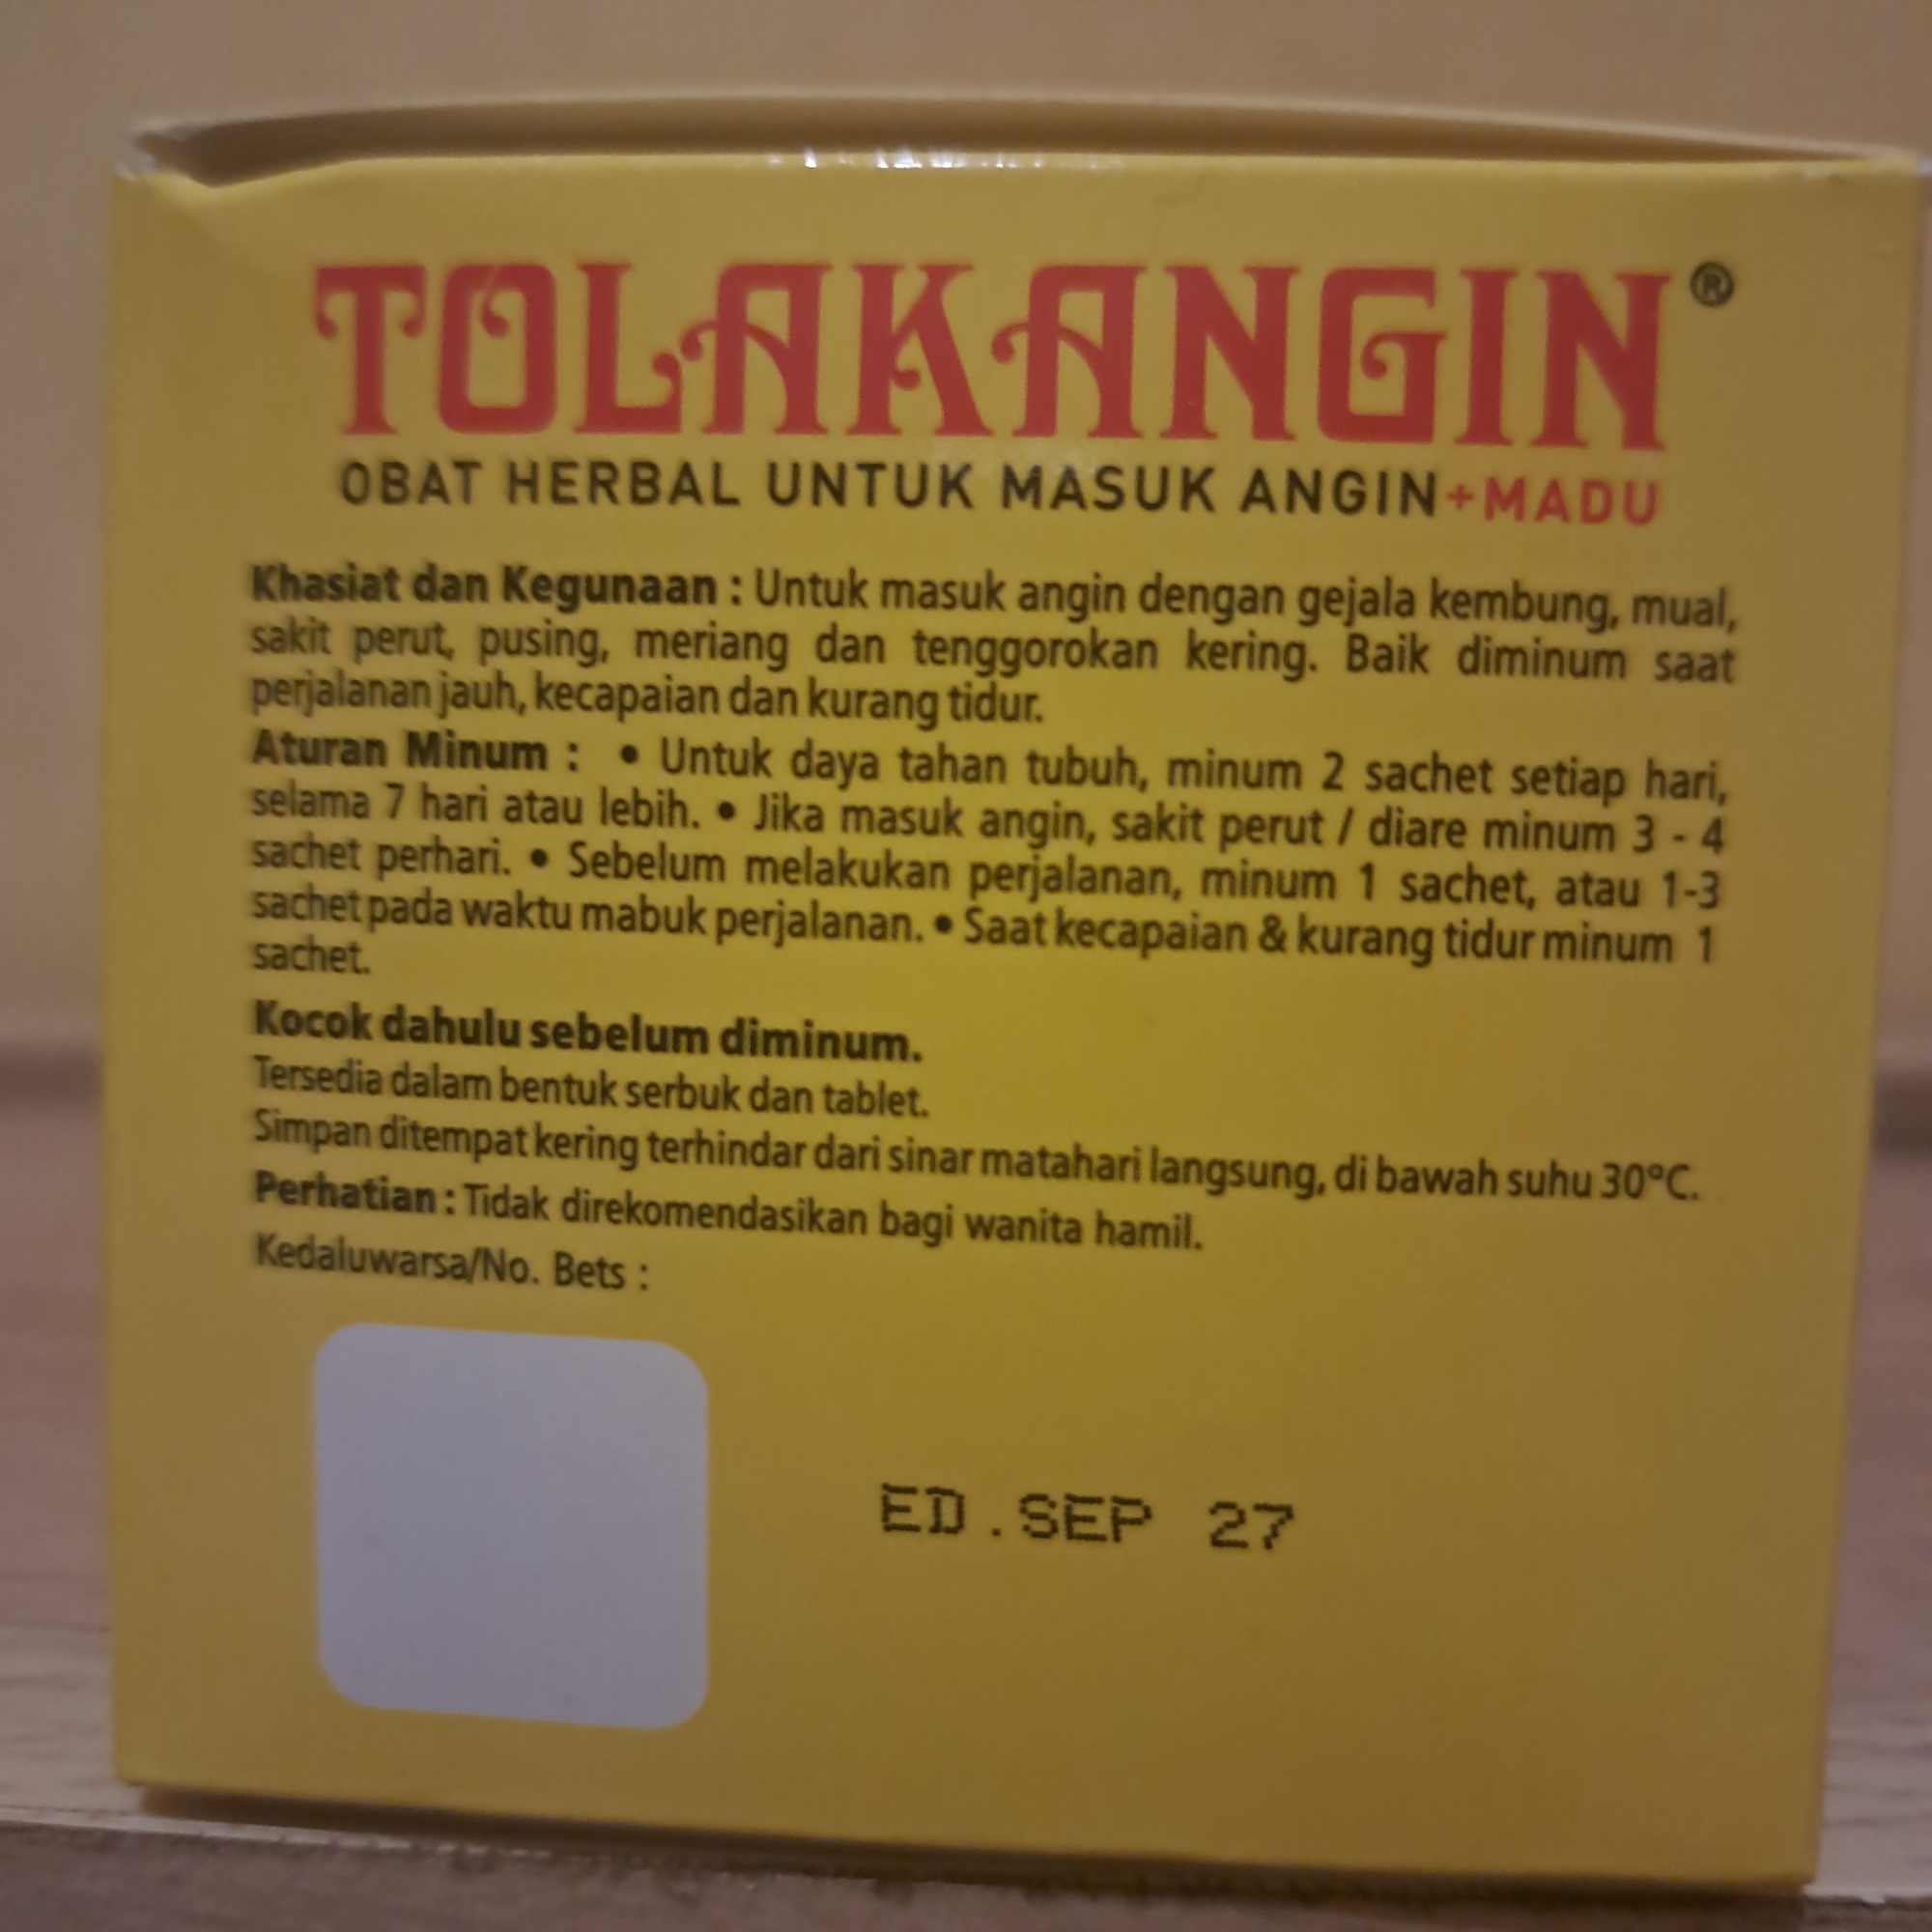 TOLAKANGIN®
OBAT HERBAL UNTUK MASUK ANGIN+MADU
Khasiat dan Kegunaan : Untuk masuk angin dengan gejala kembung, mual,
sakit perut, pusing, meriang dan tenggorokan kering. Baik diminum saat
perjalanan jauh, kecapaian dan kurang tidur.
Aturan Minum : • Untuk daya tahan tubuh, minum 2 sachet setiap hari,
selama 7 hari atau lebih. • Jika masuk angin, sakit perut / diare minum 3 - 4
sachet perhari. • Sebelum melakukan perjalanan, minum 1 sachet, atau 1-3
sachet pada waktu mabuk perjalanan. • Saat kecapaian & kurang tidur minum 1
sachet.
Kocok dahulu sebelum diminum.
Tersedia dalam bentuk serbuk dan tablet.
Simpan ditempat kering terhindar dari sinar matahari langsung, di bawah suhu 30°C.
Perhatian : Tidak direkomendasikan bagi wanita hamil.
Kedaluwarsa/No. Bets :
ED.SEP 27